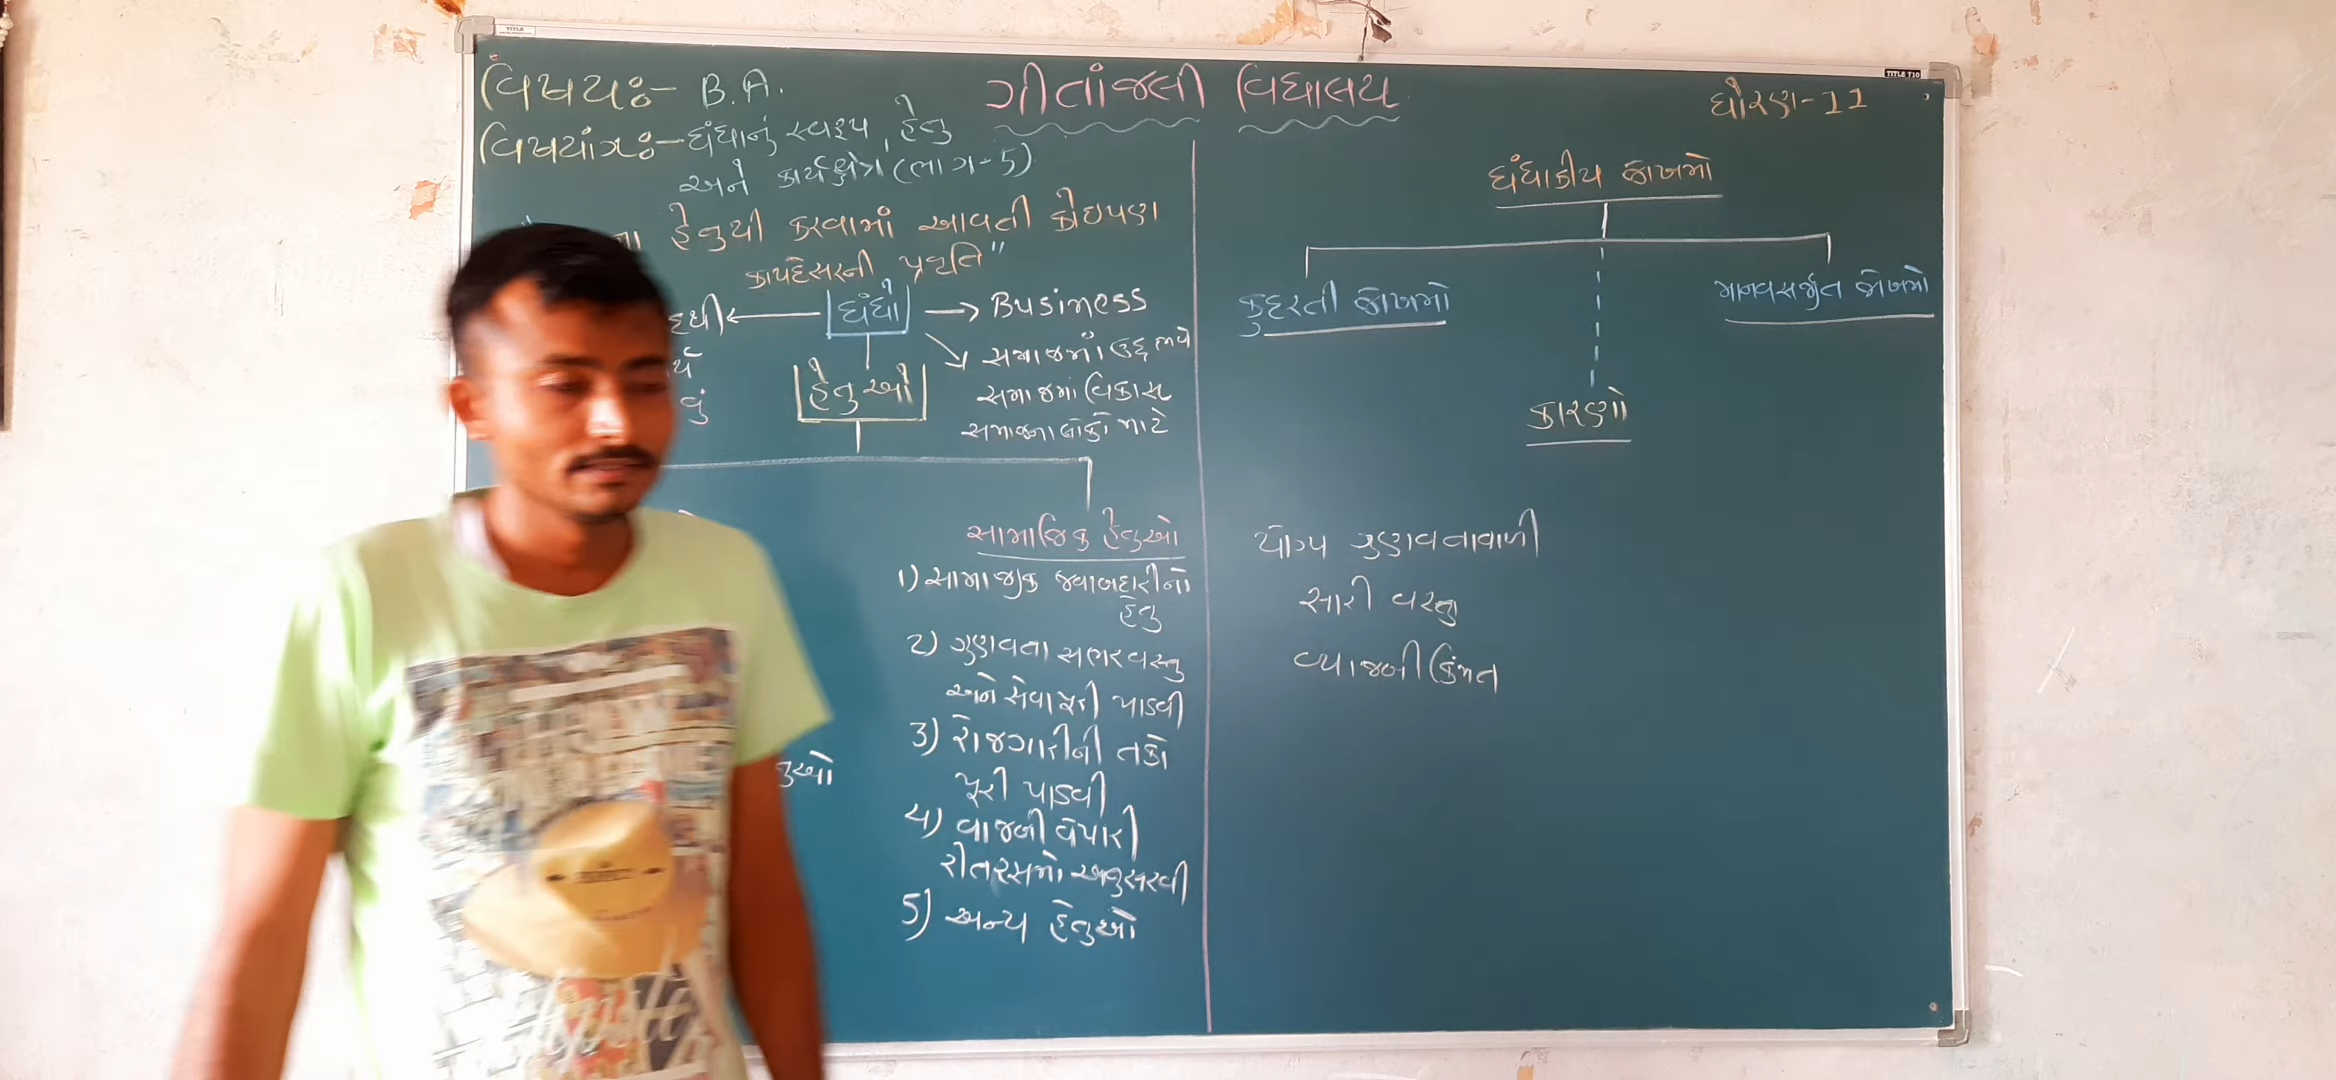 વિષયઃ- B.A.
ગીતાંજલી વિદ્યાલય
ધોરણ-11
વિષયાંગઃ- ધંધાનું સ્વરૂપ, હેતુ
અને કાર્યક્ષેત્ર (ભાગ-5)
હેતુથી કરવામાં આવતી કોઇપણ
કાયદેસરની પ્રવૃતિ"
ધંધો → Business
સમાજમાં ઉદ્દભવે
સમાજમાં વિકાસ
સમાજના લોકો માટે
હેતુઓ
સામાજિક હેતુઓ
1) સામાજીક જવાબદારીનો
હેતુ
2) ગુણવતા સભર વસ્તુ
અને સેવા પૂરી પાડવી
3) રોજગારીની તકો
પૂરી પાડવી
4) વાજબી વેપારી
રીતરસમો અનુસરવી
5) અન્ય હેતુઓ
ધંધાકીય જોખમો
કુદરતી જોખમો
માનવસર્જીત જોખમો
કારણો
યોગ્ય ગુણવતાવાળી
સારી વસ્તુ
વ્યાજબી કિંમત